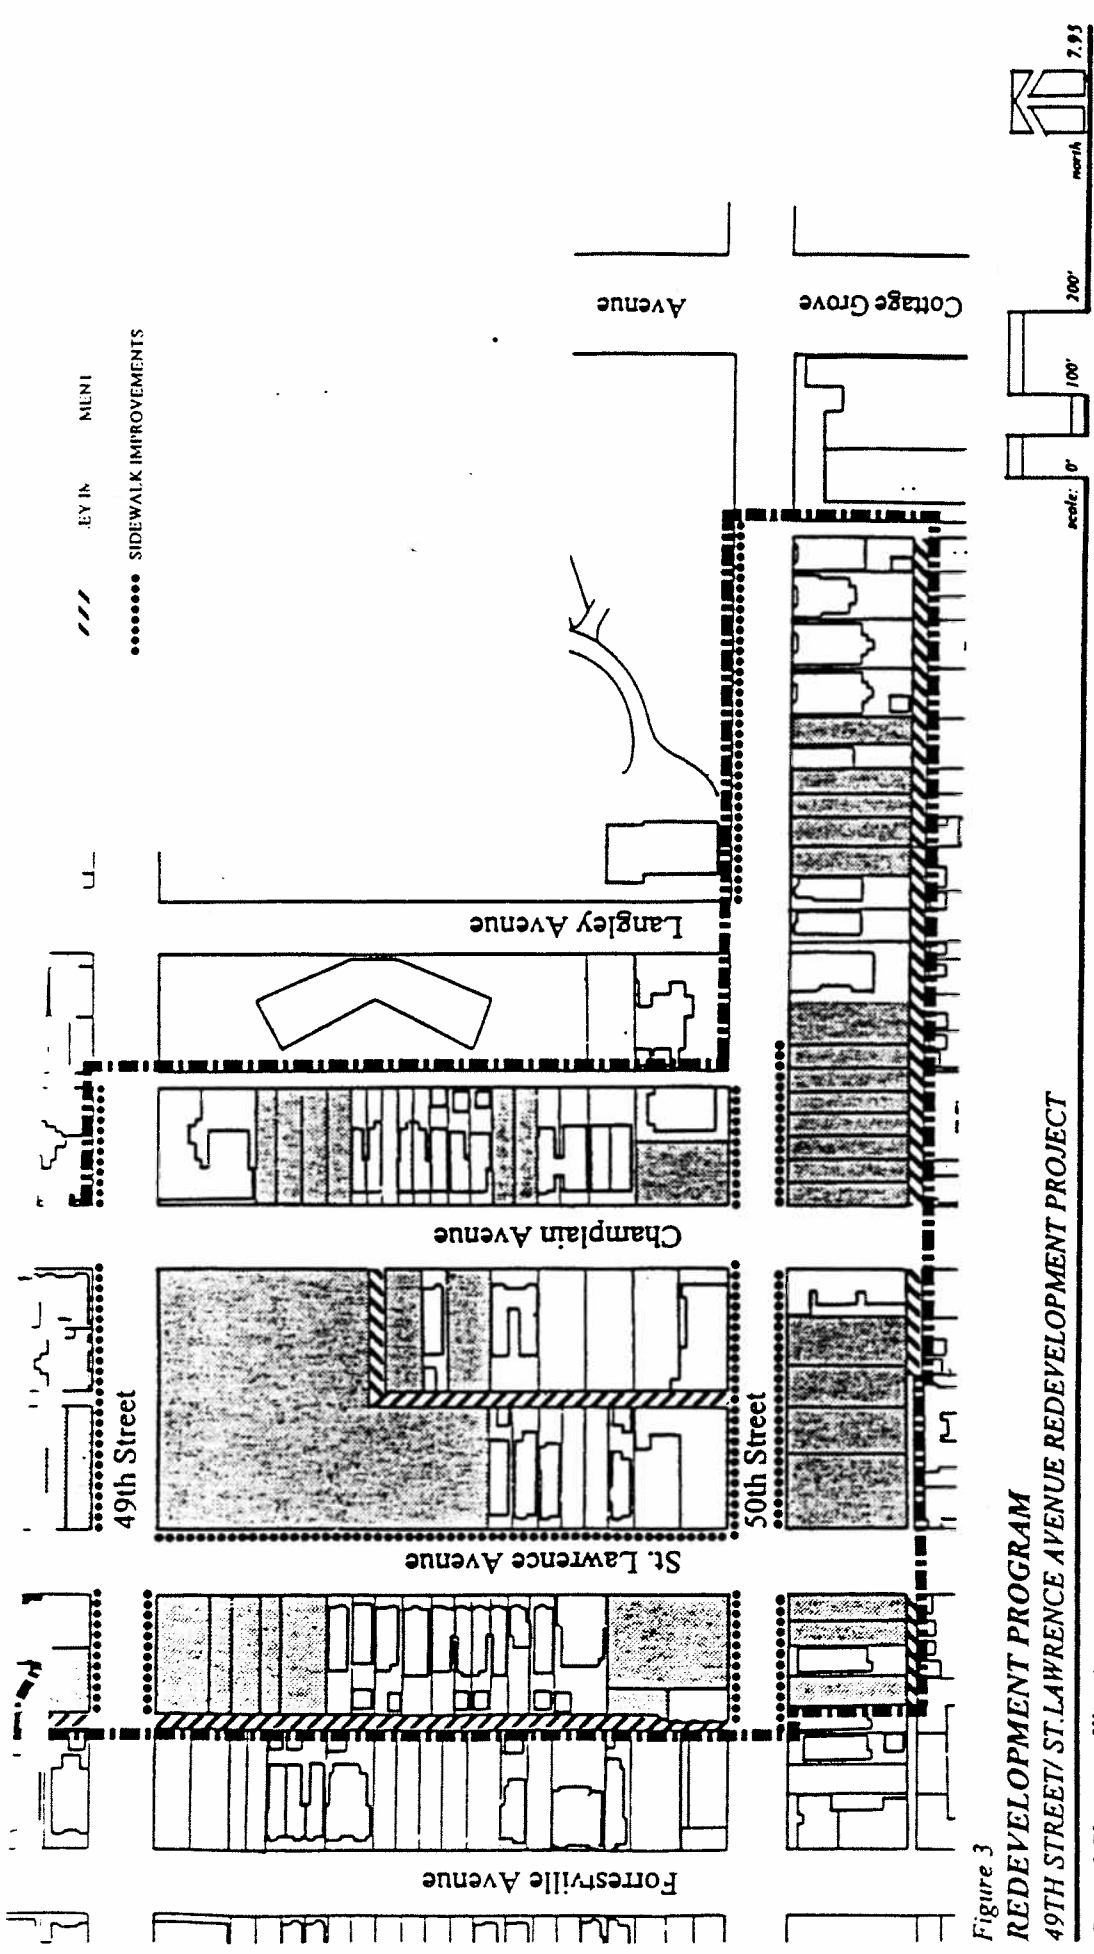 MENT
SIDEWALK IMPROVEMENTS
49th Street
50th Street
Forrestville Avenue
St. Lawrence Avenue
Champlain Avenue
Langley Avenue
Cottage Grove
Avenue
Figure 3
REDEVELOPMENT PROGRAM
49TH STREET/ ST.LAWRENCE AVENUE REDEVELOPMENT PROJECT
scale: 0' 100' 200' north 7.95